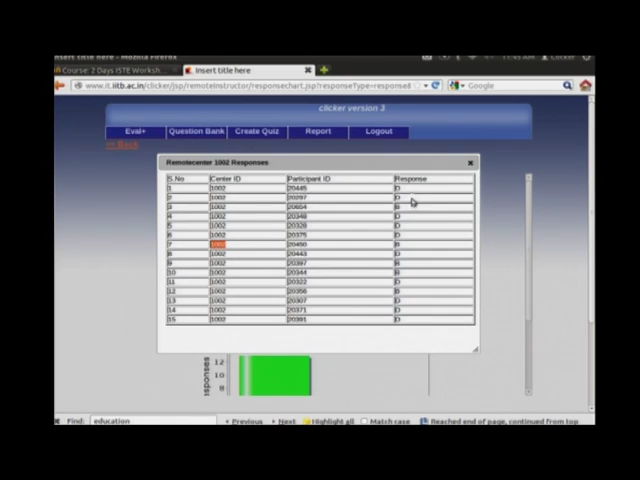 Insert title here - Mozilla Firefox
Course: 2 Days ISTE Worksh...
Insert title here
www.it.iitb.ac.in/clicker/jsp/remoteinstructor/responsechart.jsp?responseType=response&
Google
clicker version 3
Eval+ Question Bank Create Quiz Report Logout
<< Back
Remotecenter 1002 Responses
S.No Center ID Participant ID Response
1 1002 20445 D
2 1002 20297 D
3 1002 20654 B
4 1002 20348 D
5 1002 20328 D
6 1002 20375 D
7 1002 20450 B
8 1002 20443 D
9 1002 20397 B
10 1002 20344 B
11 1002 20322 D
12 1002 20356 B
13 1002 20307 D
14 1002 20371 D
15 1002 20391 D
12
10
8
Find: education Previous Next Highlight all Match case Reached end of page, continued from top